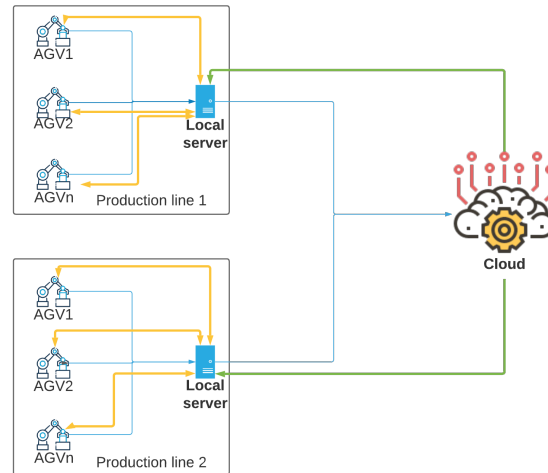 AGV1
AGV2
Local
server
AGVn
Production line 1
Cloud
AGV1
AGV2
Local
server
AGVn
Production line 2